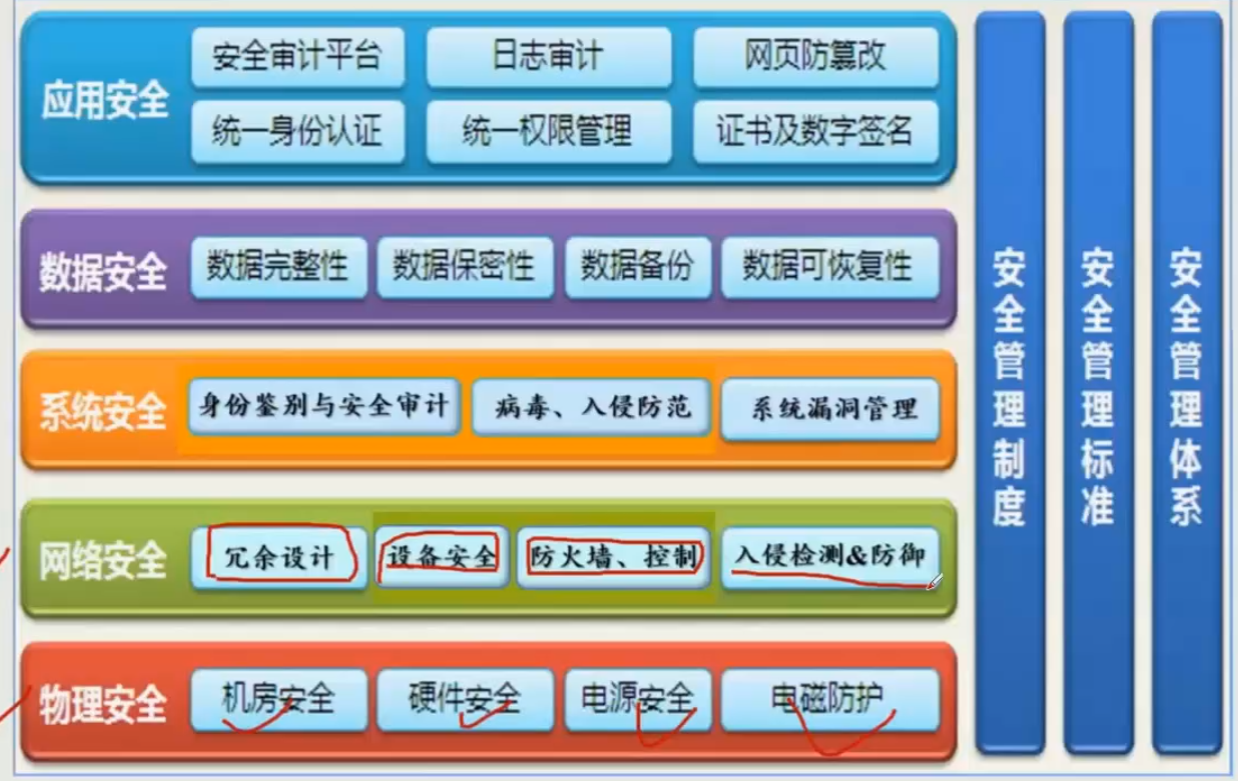 应用安全
安全审计平台 日志审计 网页防篡改
统一身份认证 统一权限管理 证书及数字签名
数据安全 数据完整性 数据保密性 数据备份 数据可恢复性
系统安全 身份鉴别与安全审计 病毒、入侵防范 系统漏洞管理
网络安全 冗余设计 设备安全 防火墙、控制 入侵检测&防御
物理安全 机房安全 硬件安全 电源安全 电磁防护
安全管理制度
安全管理标准
安全管理体系